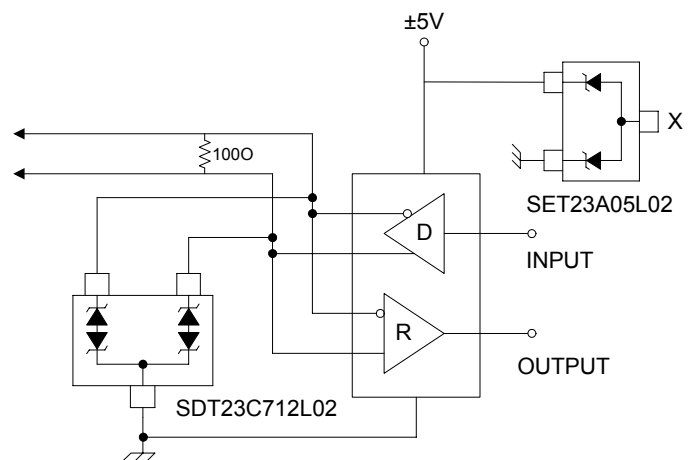 ±5V
X
100O
SET23A05L02
D
INPUT
R
OUTPUT
SDT23C712L02